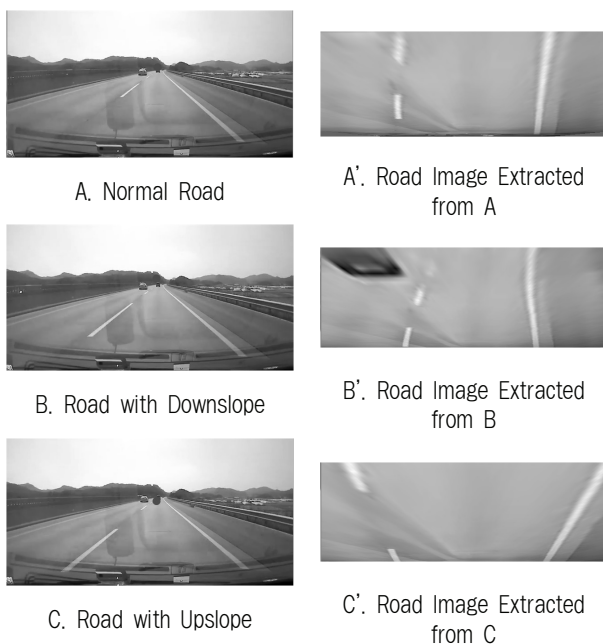 A. Normal Road
A'. Road Image Extracted
from A
B. Road with Downslope
B'. Road Image Extracted
from B
C. Road with Upslope
C'. Road Image Extracted
from C